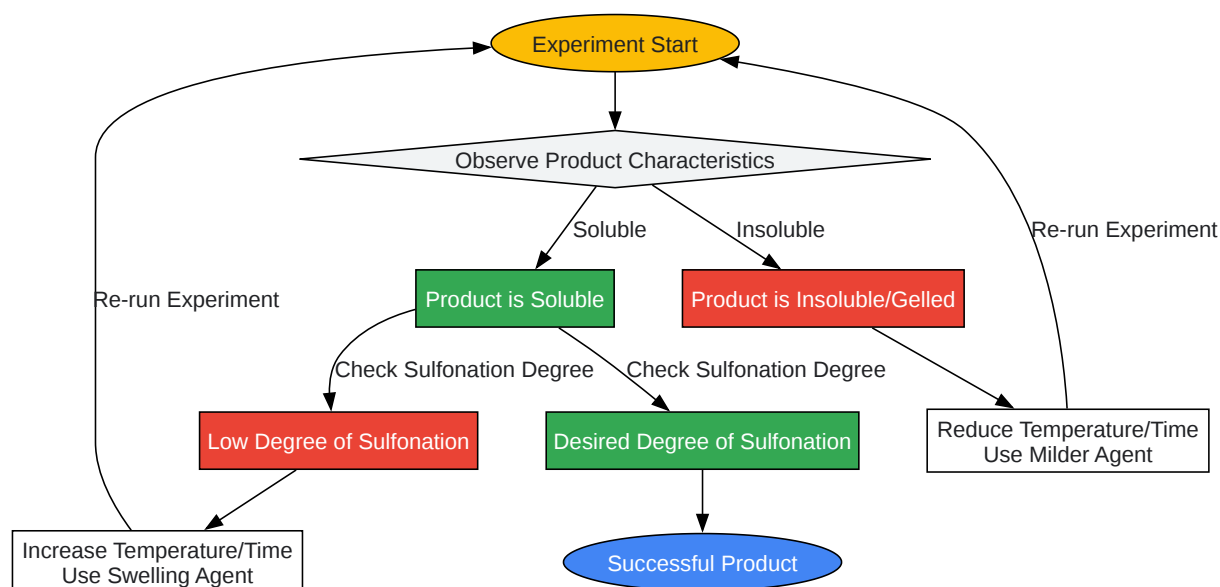 Experiment Start
Observe Product Characteristics
Soluble
Insoluble
Re-run Experiment
Re-run Experiment
Product is Soluble
Product is Insoluble/Gelled
Check Sulfonation Degree
Check Sulfonation Degree
Low Degree of Sulfonation
Desired Degree of Sulfonation
Reduce Temperature/Time
Use Milder Agent
Increase Temperature/Time
Use Swelling Agent
Successful Product